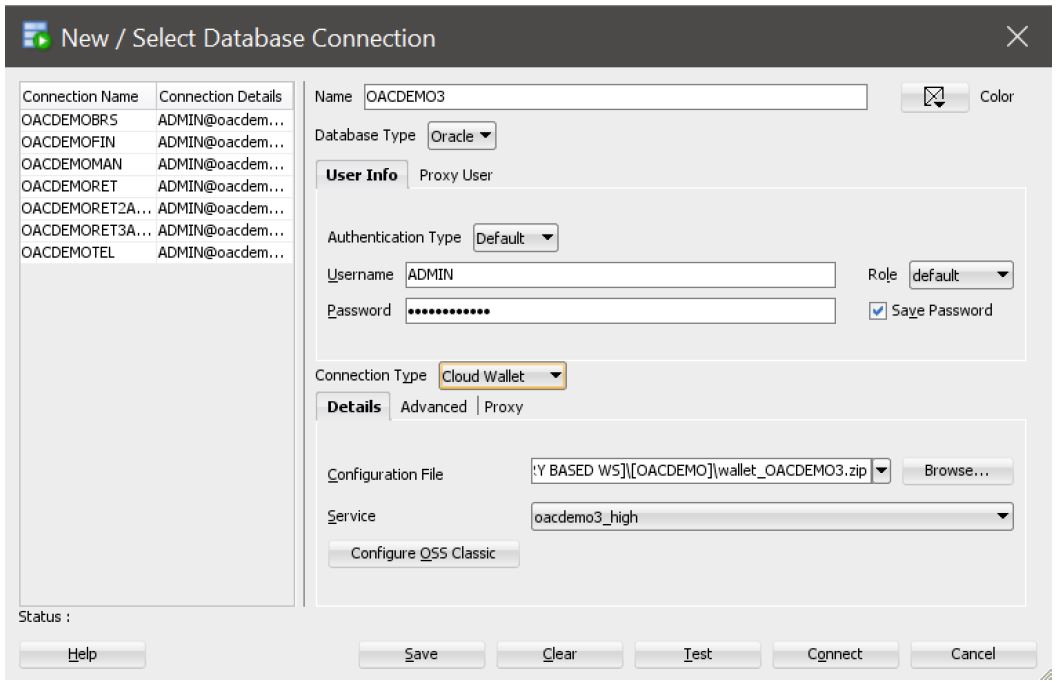 New / Select Database Connection
Connection Name Connection Details
OACDEMOBRS ADMIN@oacdem...
OACDEMOFIN ADMIN@oacdem...
OACDEMOMAN ADMIN@oacdem...
OACDEMORET ADMIN@oacdem...
OACDEMORET2A... ADMIN@oacdem...
OACDEMORET3A... ADMIN@oacdem...
OACDEMOTEL ADMIN@oacdem...
Name OACDEMO3 Color
Database Type Oracle
User Info Proxy User
Authentication Type Default
Username ADMIN Role default
Password •••••••••••• Save Password
Connection Type Cloud Wallet
Details Advanced Proxy
Configuration File Y BASED WS]\[OACDEMO]\wallet_OACDEMO3.zip Browse...
Service oacdemo3_high
Configure OSS Classic
Status :
Help Save Clear Test Connect Cancel